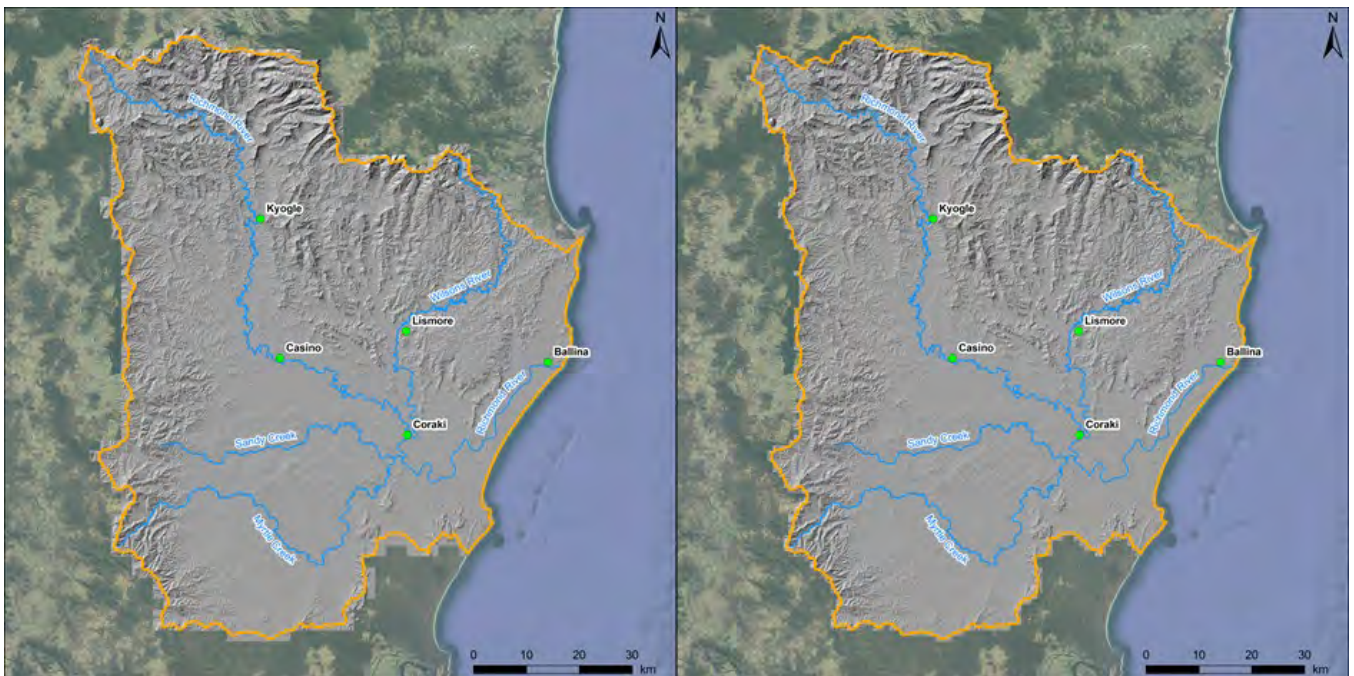 N
Richmond River
Kyogle
Wilsons River
Lismore
Casino
Ballina
Richmond River
Coraki
Sandy Creek
Myrtle Creek
0 10 20 30
km
N
Richmond River
Kyogle
Wilsons River
Lismore
Casino
Ballina
Richmond River
Coraki
Sandy Creek
Myrtle Creek
0 10 20 30
km